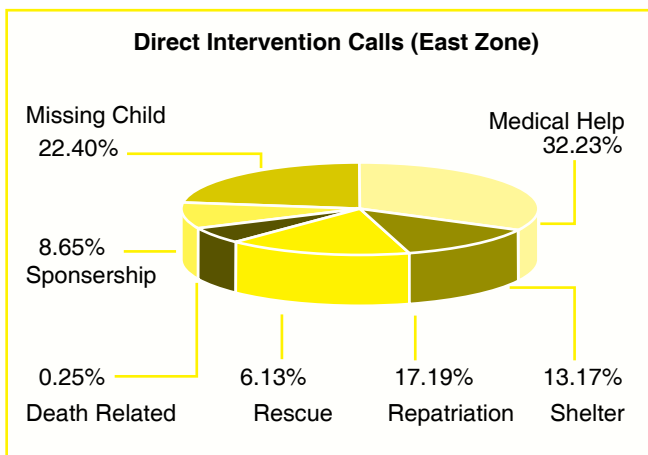 Direct Intervention Calls (East Zone)
Missing Child
22.40%
Medical Help
32.23%
8.65%
Sponsership
0.25%
Death Related
6.13%
Rescue
17.19%
Repatriation
13.17%
Shelter